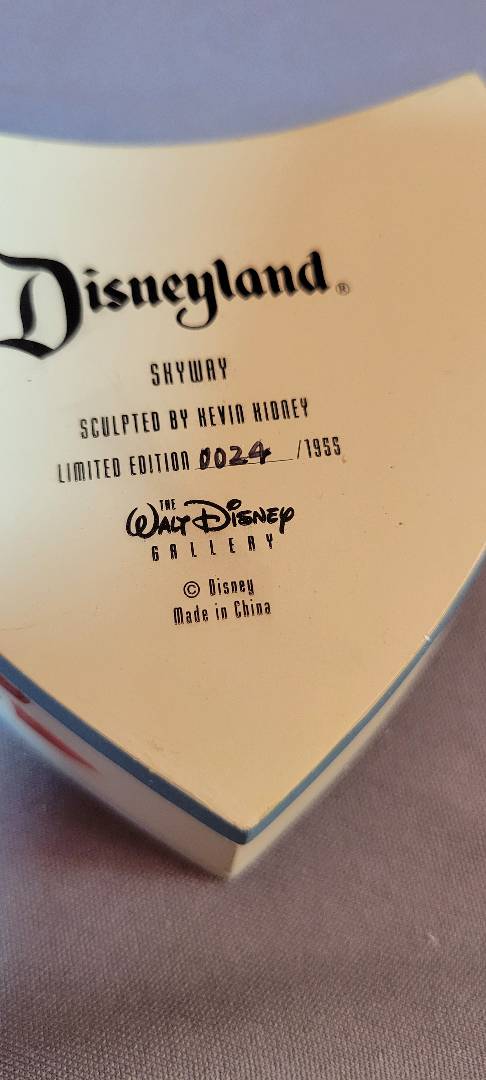 Disneyland®
SKYWAY
SCULPTED BY KEVIN KIDNEY
LIMITED EDITION 0024 /1955
THE
WALT DISNEY
GALLERY
© Disney
Made in China